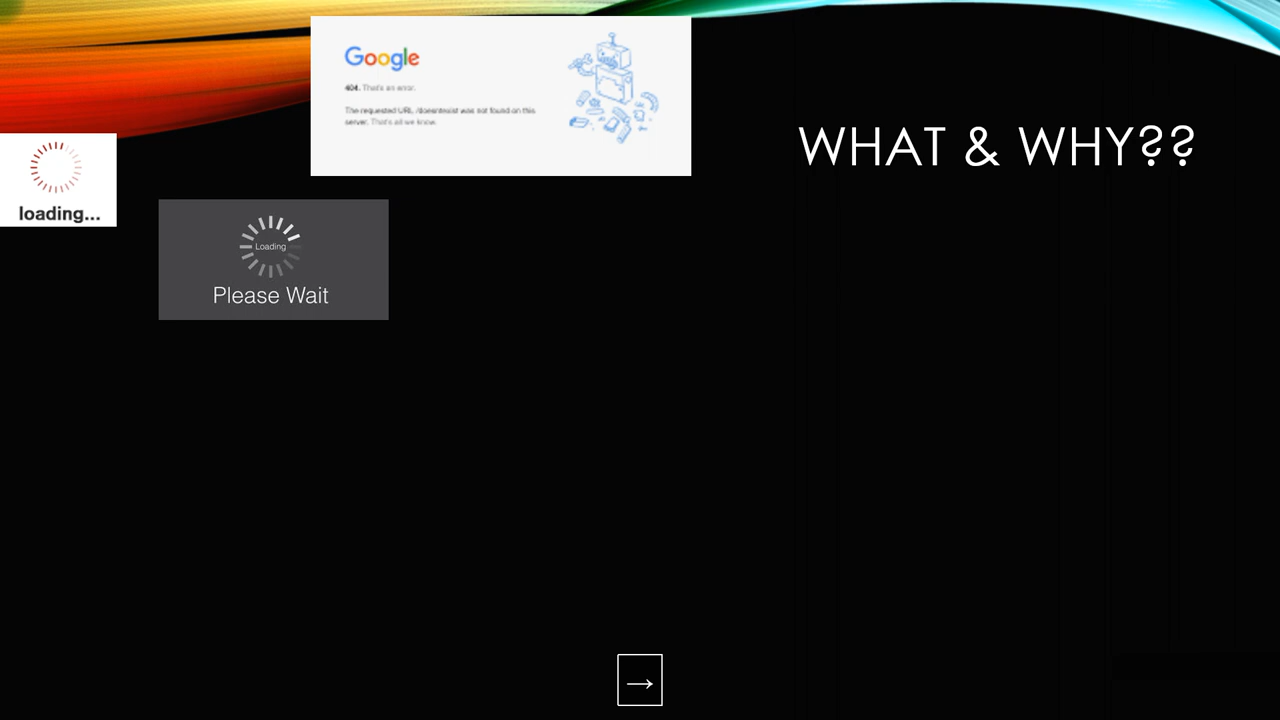 Google
404. That's an error.
The requested URL /doesntexist was not found on this
server. That's all we know.
WHAT & WHY??
loading...
Loading
Please Wait
→